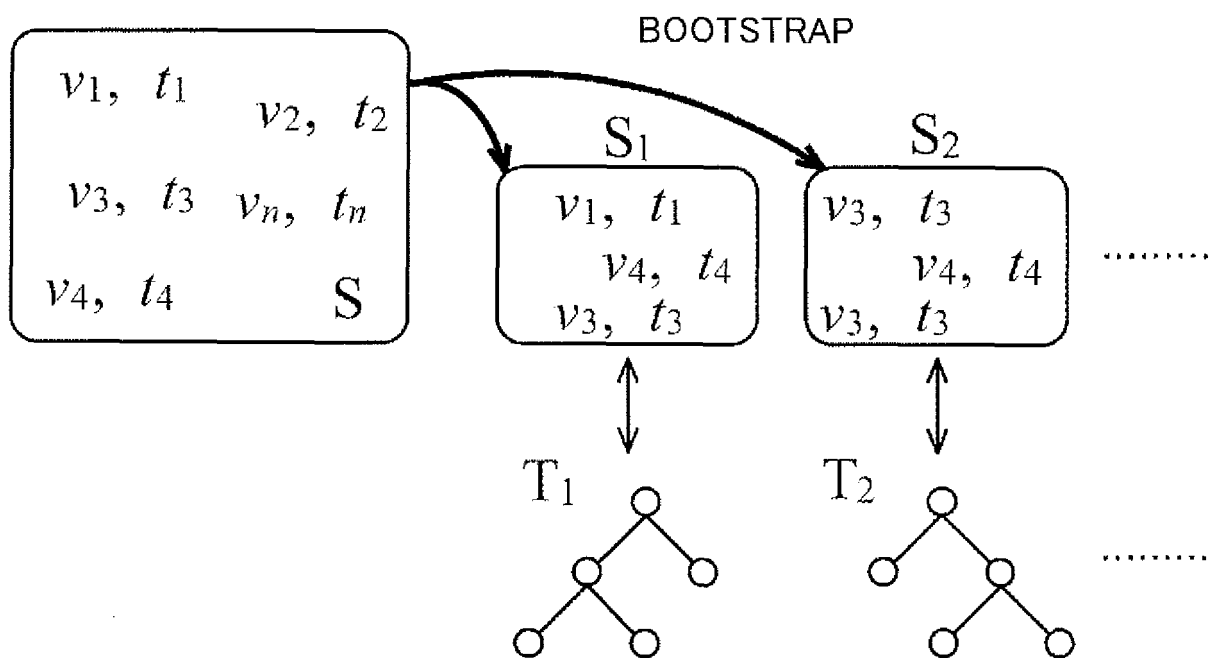 BOOTSTRAP
v1, t1
v2, t2
v3, t3 vn, tn
v4, t4 S
S1
v1, t1
v4, t4
v3, t3
S2
v3, t3
v4, t4
v3, t3
T1
T2